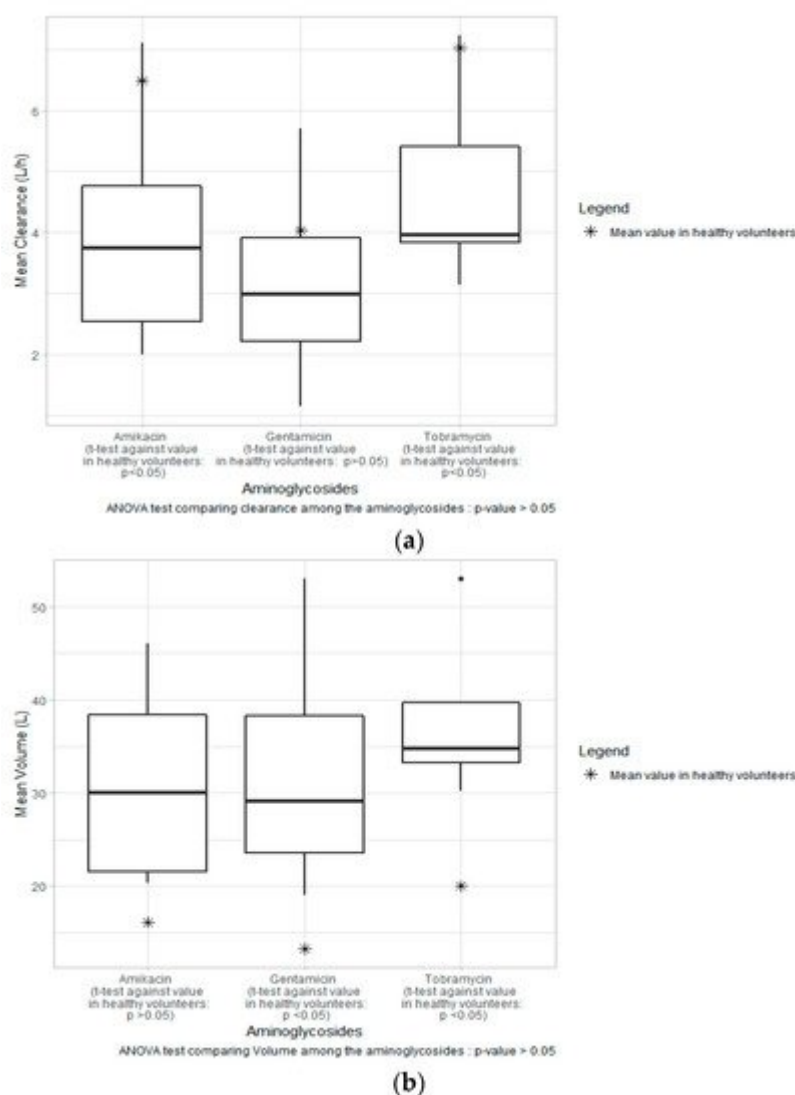 6
4
2
Mean Clearance (L/h)
Legend
Mean value in healthy volunteers
Amikacin
(t-test against value
in healthy volunteers:
p<0.05)
Gentamicin
(t-test against value
in healthy volunteers: p>0.05)
Tobramycin
(t-test against value
in healthy volunteers:
p<0.05)
Aminoglycosides
ANOVA test comparing clearance among the aminoglycosides : p-value > 0.05
(a)
50
40
30
20
Mean Volume (L)
Legend
Mean value in healthy volunteers
Amikacin
(t-test against value
in healthy volunteers:
p >0.05)
Gentamicin
(t-test against value
in healthy volunteers:
p <0.05)
Tobramycin
(t-test against value
in healthy volunteers:
p <0.05)
Aminoglycosides
ANOVA test comparing Volume among the aminoglycosides : p-value > 0.05
(b)